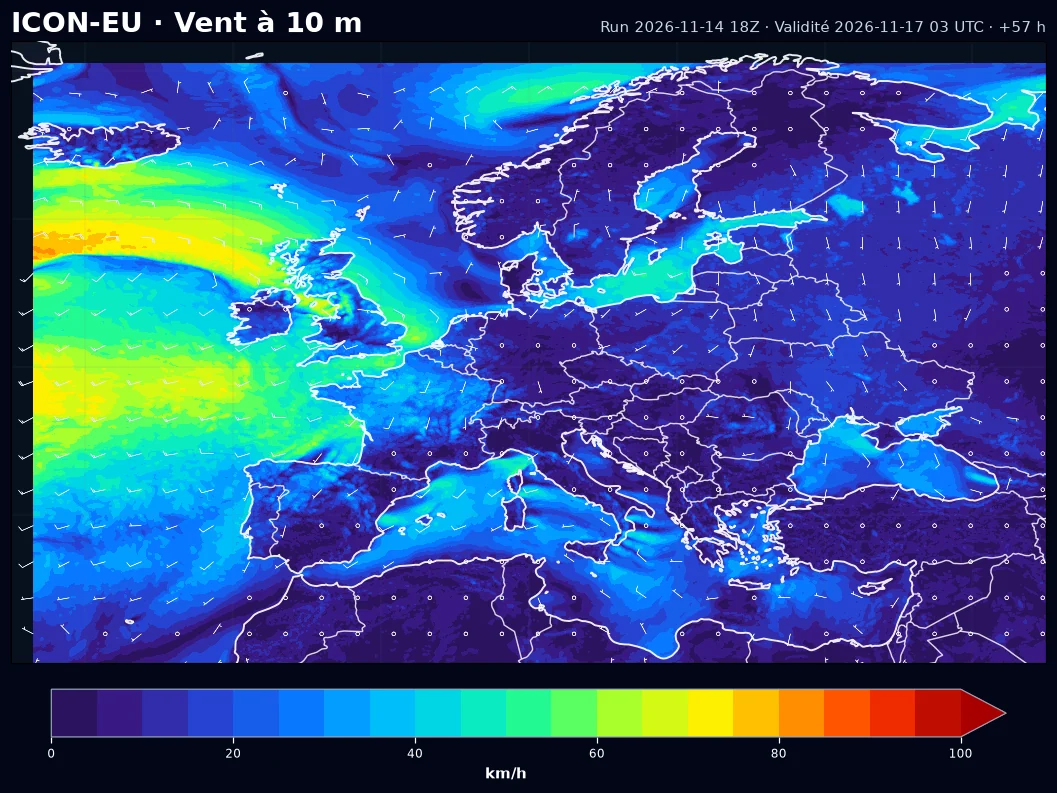 ICON-EU · Vent à 10 m
Run 2026-11-14 18Z · Validité 2026-11-17 03 UTC · +57 h
0 20 40 60 80 100
km/h